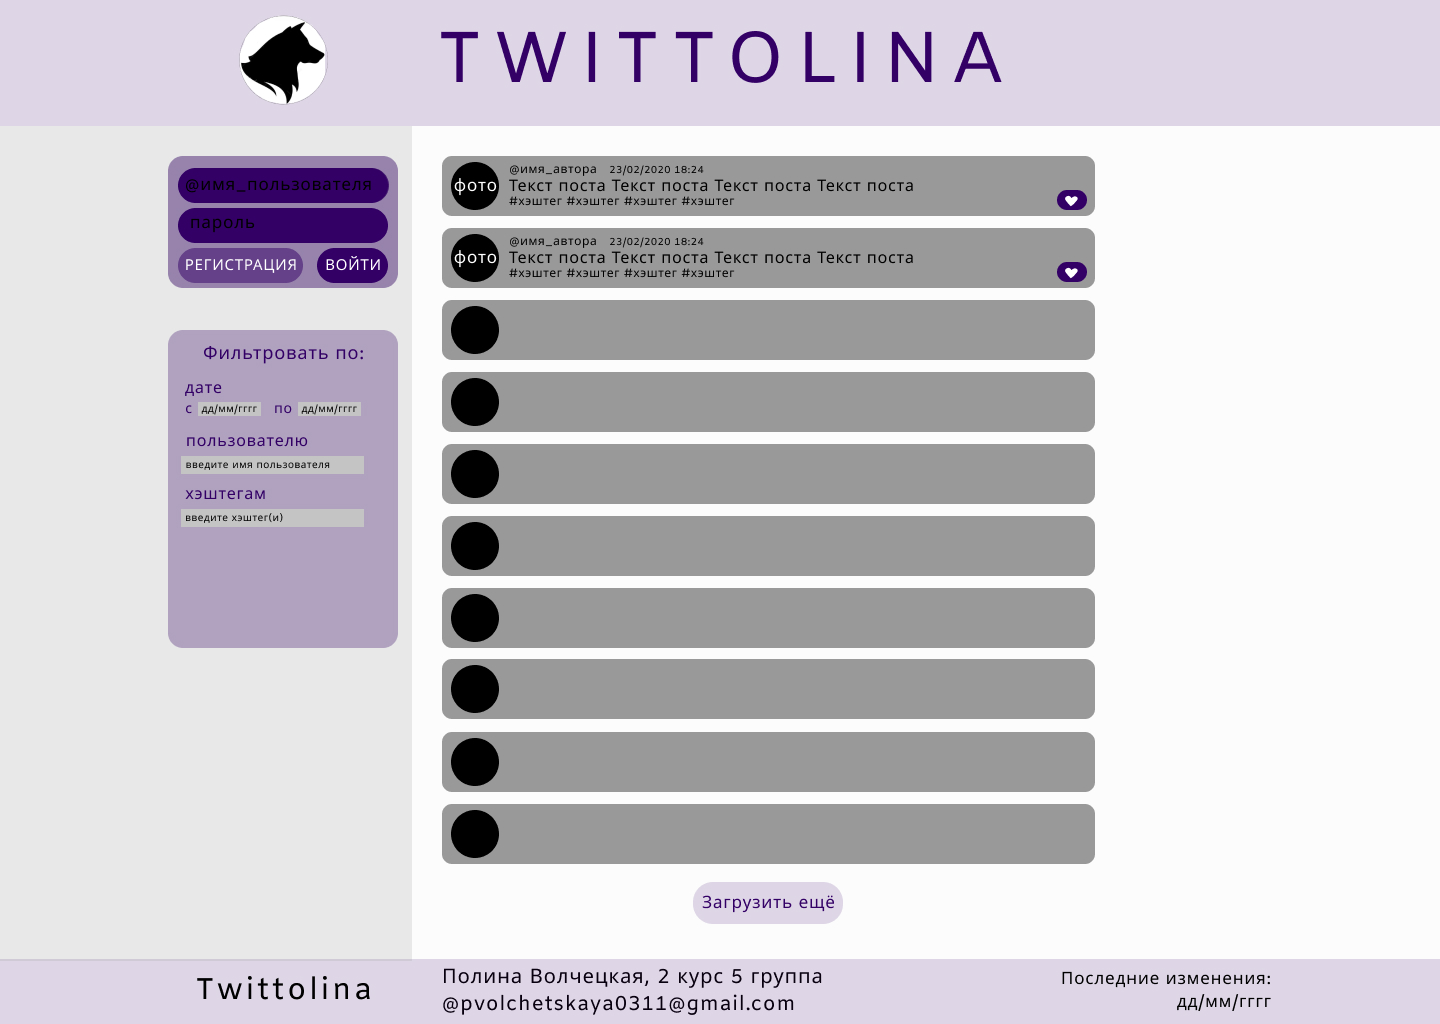 TWITTOLINA
@имя_пользователя
пароль
РЕГИСТРАЦИЯ ВОЙТИ
Фильтровать по:
дате
с дд/мм/гггг по дд/мм/гггг
пользователю
введите имя пользователя
хэштегам
введите хэштег(и)
фото
@имя_автора 23/02/2020 18:24
Текст поста Текст поста Текст поста Текст поста
#хэштег #хэштег #хэштег #хэштег
фото
@имя_автора 23/02/2020 18:24
Текст поста Текст поста Текст поста Текст поста
#хэштег #хэштег #хэштег #хэштег
Загрузить ещё
Twittolina
Полина Волчецкая, 2 курс 5 группа
@pvolchetskaya0311@gmail.com
Последние изменения:
дд/мм/гггг